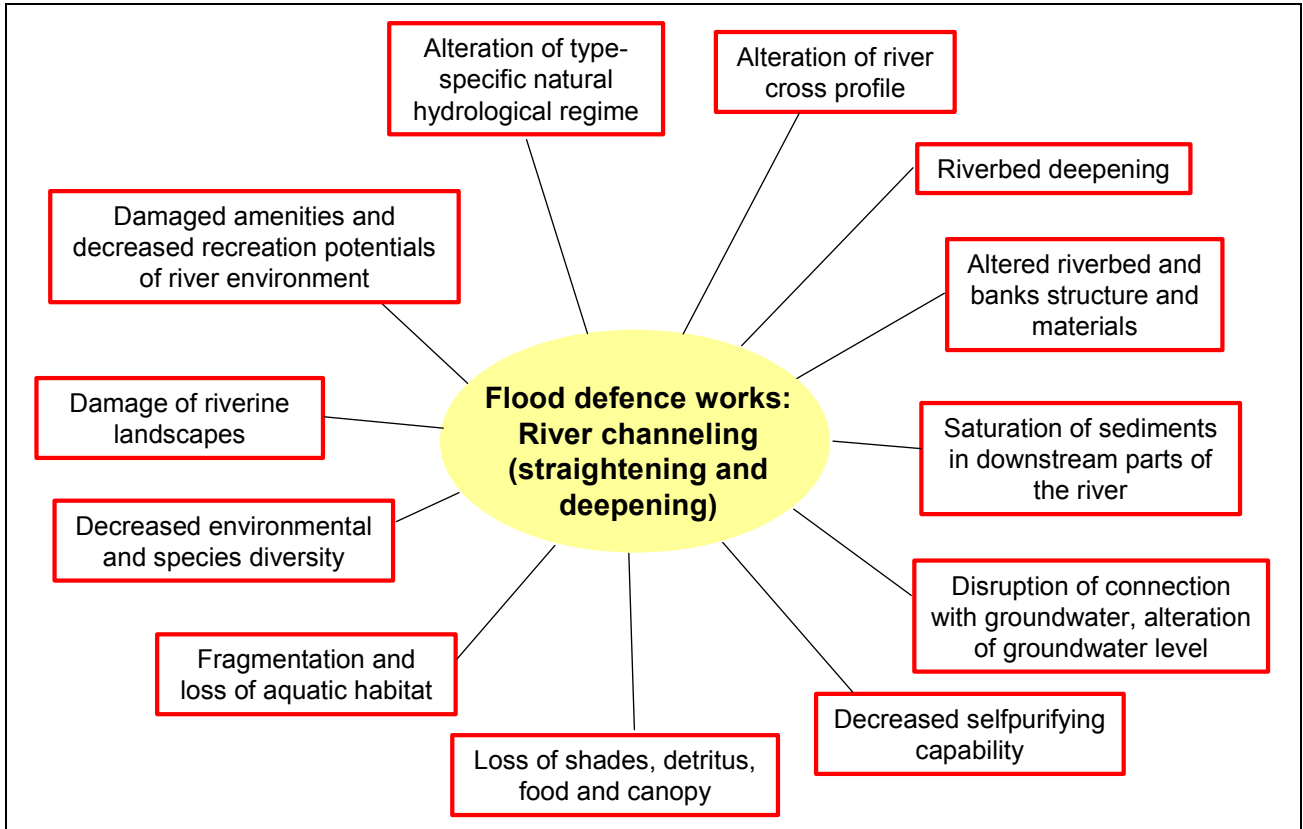 Alteration of type-
specific natural
hydrological regime
Alteration of river
cross profile
Riverbed deepening
Damaged amenities and
decreased recreation potentials
of river environment
Altered riverbed and
banks structure and
materials
Flood defence works:
River channeling
(straightening and
deepening)
Damage of riverine
landscapes
Saturation of sediments
in downstream parts of
the river
Decreased environmental
and species diversity
Disruption of connection
with groundwater, alteration
of groundwater level
Fragmentation and
loss of aquatic habitat
Decreased selfpurifying
capability
Loss of shades, detritus,
food and canopy